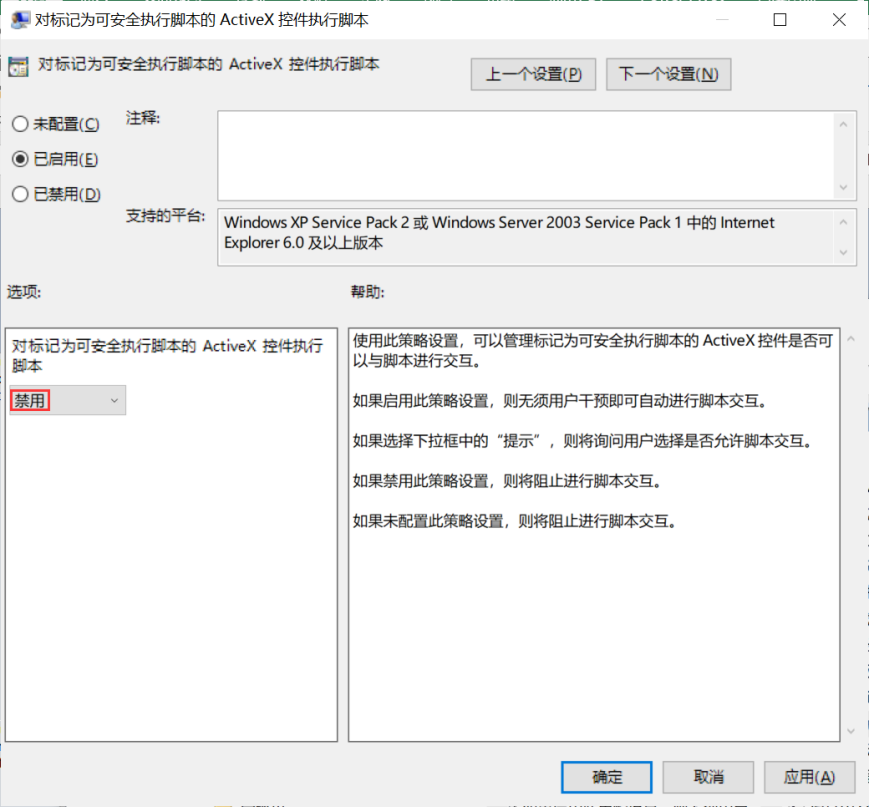 对标记为可安全执行脚本的 ActiveX 控件执行脚本
对标记为可安全执行脚本的 ActiveX 控件执行脚本
上一个设置(P)
下一个设置(N)
未配置(C)
注释:
已启用(E)
已禁用(D)
支持的平台:
Windows XP Service Pack 2 或 Windows Server 2003 Service Pack 1 中的 Internet
Explorer 6.0 及以上版本
选项:
帮助:
对标记为可安全执行脚本的 ActiveX 控件执行
脚本
禁用
使用此策略设置，可以管理标记为可安全执行脚本的 ActiveX 控件是否可
以与脚本进行交互。
如果启用此策略设置，则无须用户干预即可自动进行脚本交互。
如果选择下拉框中的“提示”，则将询问用户选择是否允许脚本交互。
如果禁用此策略设置，则将阻止进行脚本交互。
如果未配置此策略设置，则将阻止进行脚本交互。
确定
取消
应用(A)